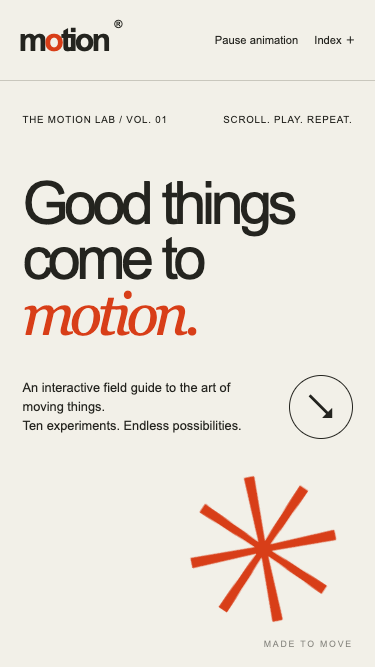 motion®
Pause animation
Index +
THE MOTION LAB / VOL. 01
SCROLL. PLAY. REPEAT.
Good things
come to
motion.
An interactive field guide to the art of
moving things.
Ten experiments. Endless possibilities.
MADE TO MOVE